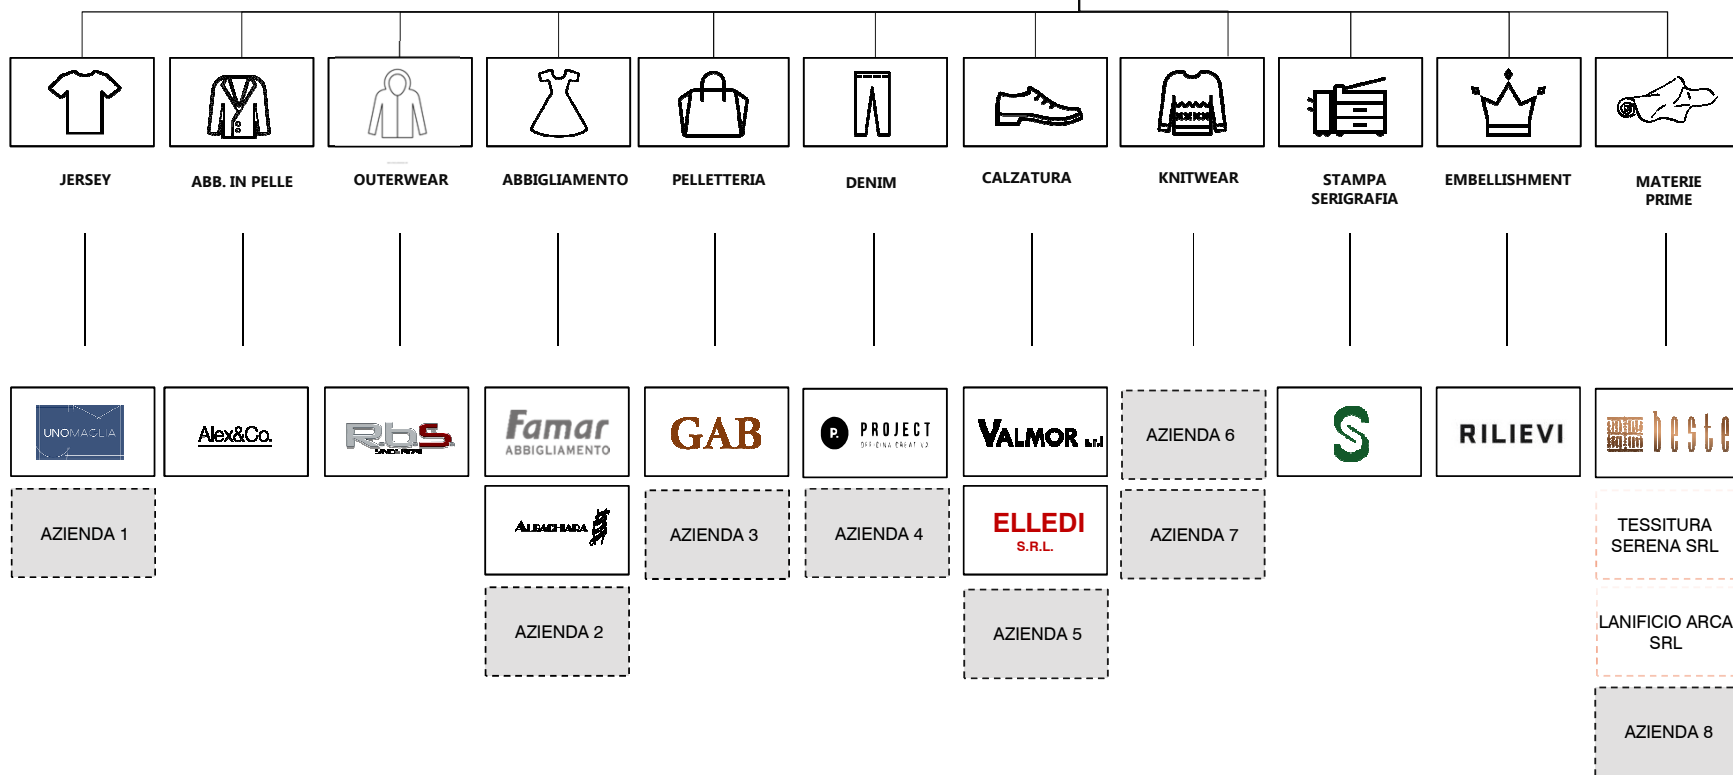 JERSEY
ABB. IN PELLE
OUTERWEAR
ABBIGLIAMENTO
PELLETTERIA
DENIM
CALZATURA
KNITWEAR
STAMPA
SERIGRAFIA
EMBELLISHMENT
MATERIE
PRIME
UNOMAGLIA
Alex&Co.
R.b.S.
Famar
ABBIGLIAMENTO
GAB
P.
PROJECT
VALMOR s.r.l
AZIENDA 6
S
RILIEVI
beste
AZIENDA 1
ALBACHIARA
AZIENDA 3
AZIENDA 4
ELLEDI
S.R.L.
AZIENDA 7
TESSITURA
SERENA SRL
AZIENDA 2
AZIENDA 5
LANIFICIO ARCA
SRL
AZIENDA 8